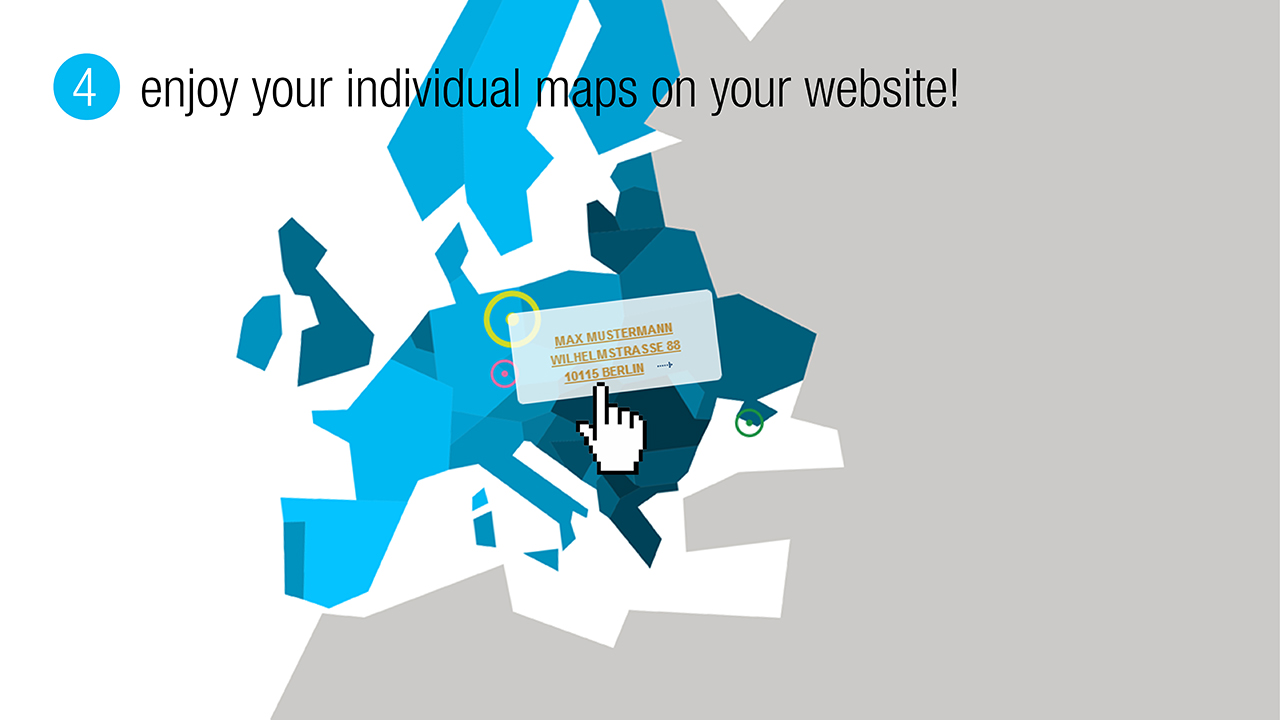 4 enjoy your individual maps on your website!
MAX MUSTERMANN
WILHELMSTRASSE 88
10115 BERLIN